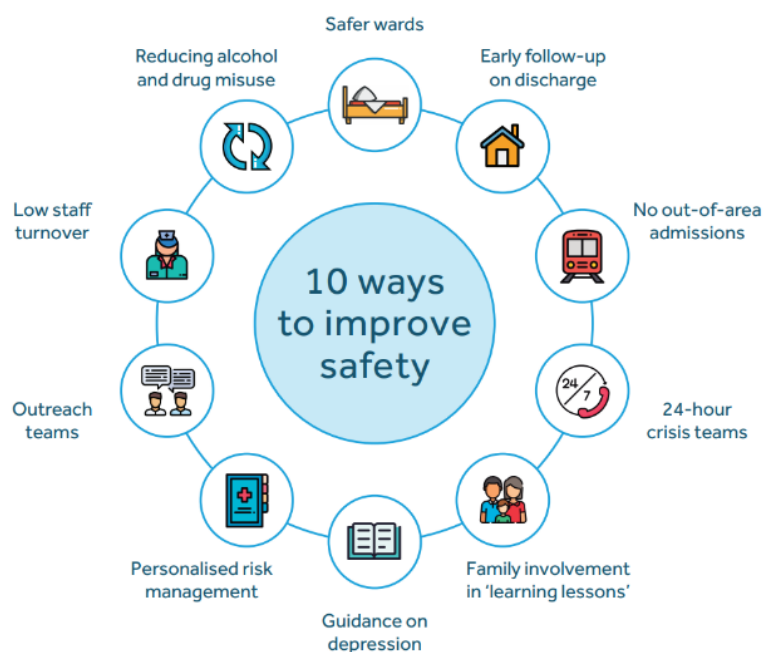 Safer wards
Early follow-up
on discharge
No out-of-area
admissions
24-hour
crisis teams
Family involvement
in ‘learning lessons’
Guidance on
depression
Personalised risk
management
Outreach
teams
Low staff
turnover
Reducing alcohol
and drug misuse
10 ways
to improve
safety
24
7